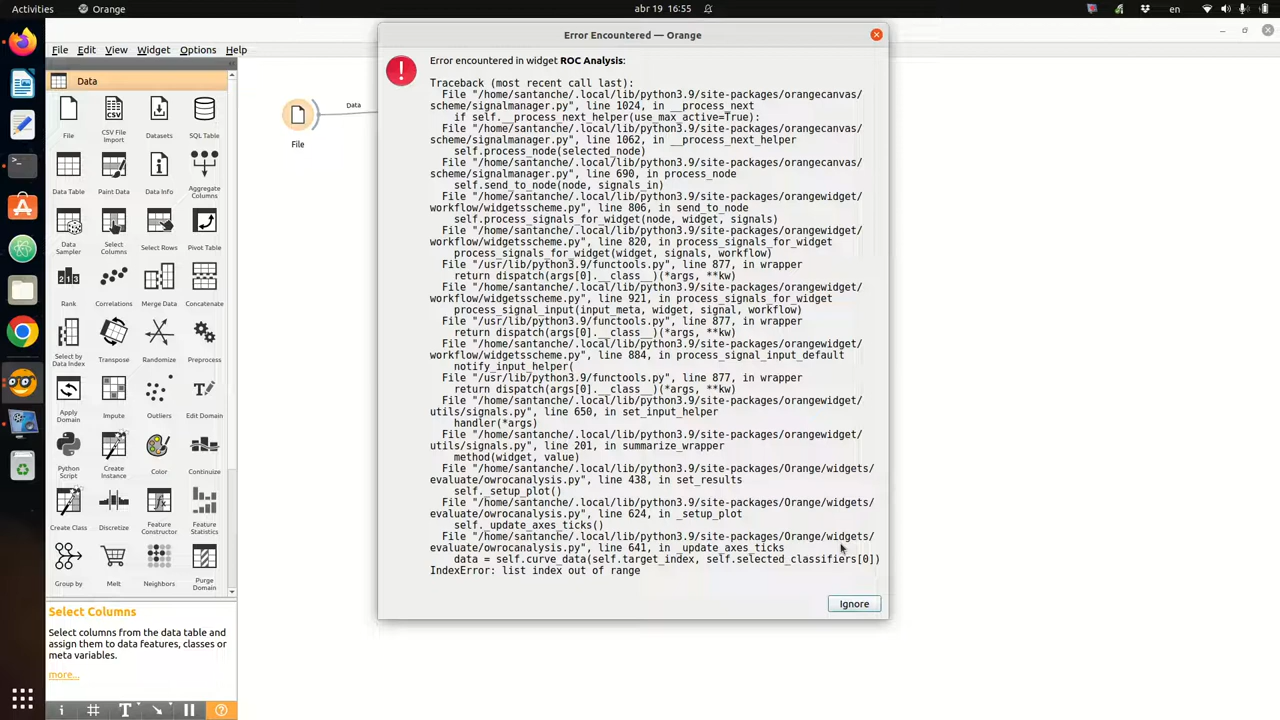 Activities
Orange
abr 19 16:55
en
Error Encountered — Orange
File Edit View Widget Options Help
Data
File
CSV File
Import
Datasets
SQL Table
Data Table
Paint Data
Data Info
Aggregate
Columns
Data
Sampler
Select
Columns
Select Rows
Pivot Table
Rank
Correlations
Merge Data
Concatenate
Select by
Data Index
Transpose
Randomize
Preprocess
Apply
Domain
Impute
Outliers
Edit Domain
Python
Script
Create
Instance
Color
Continuize
Create Class
Discretize
Feature
Constructor
Feature
Statistics
Group by
Melt
Neighbors
Purge
Domain
Select Columns
Select columns from the data table and
assign them to data features, classes or
meta variables.
more...
File
Data
Error encountered in widget ROC Analysis:
Traceback (most recent call last):
File "/home/santanche/.local/lib/python3.9/site-packages/orangecanvas/
scheme/signalmanager.py", line 1024, in __process_next
if self.__process_next_helper(use_max_active=True):
File "/home/santanche/.local/lib/python3.9/site-packages/orangecanvas/
scheme/signalmanager.py", line 1062, in __process_next_helper
self.process_node(selected_node)
File "/home/santanche/.local/lib/python3.9/site-packages/orangecanvas/
scheme/signalmanager.py", line 690, in process_node
self.send_to_node(node, signals_in)
File "/home/santanche/.local/lib/python3.9/site-packages/orangewidget/
workflow/widgetsscheme.py", line 806, in send_to_node
self.process_signals_for_widget(node, widget, signals)
File "/home/santanche/.local/lib/python3.9/site-packages/orangewidget/
workflow/widgetsscheme.py", line 820, in process_signals_for_widget
process_signals_for_widget(widget, signals, workflow)
File "/usr/lib/python3.9/functools.py", line 877, in wrapper
return dispatch(args[0].__class__)(*args, **kw)
File "/home/santanche/.local/lib/python3.9/site-packages/orangewidget/
workflow/widgetsscheme.py", line 921, in process_signals_for_widget
process_signal_input(input_meta, widget, signal, workflow)
File "/usr/lib/python3.9/functools.py", line 877, in wrapper
return dispatch(args[0].__class__)(*args, **kw)
File "/home/santanche/.local/lib/python3.9/site-packages/orangewidget/
workflow/widgetsscheme.py", line 884, in process_signal_input_default
notify_input_helper(
File "/usr/lib/python3.9/functools.py", line 877, in wrapper
return dispatch(args[0].__class__)(*args, **kw)
File "/home/santanche/.local/lib/python3.9/site-packages/orangewidget/
utils/signals.py", line 650, in set_input_helper
handler(*args)
File "/home/santanche/.local/lib/python3.9/site-packages/orangewidget/
utils/signals.py", line 201, in summarize_wrapper
method(widget, value)
File "/home/santanche/.local/lib/python3.9/site-packages/Orange/widgets/
evaluate/owrocanalysis.py", line 438, in set_results
self._setup_plot()
File "/home/santanche/.local/lib/python3.9/site-packages/Orange/widgets/
evaluate/owrocanalysis.py", line 624, in _setup_plot
self._update_axes_ticks()
File "/home/santanche/.local/lib/python3.9/site-packages/Orange/widgets/
evaluate/owrocanalysis.py", line 641, in _update_axes_ticks
data = self.curve_data(self.target_index, self.selected_classifiers[0])
IndexError: list index out of range
Ignore